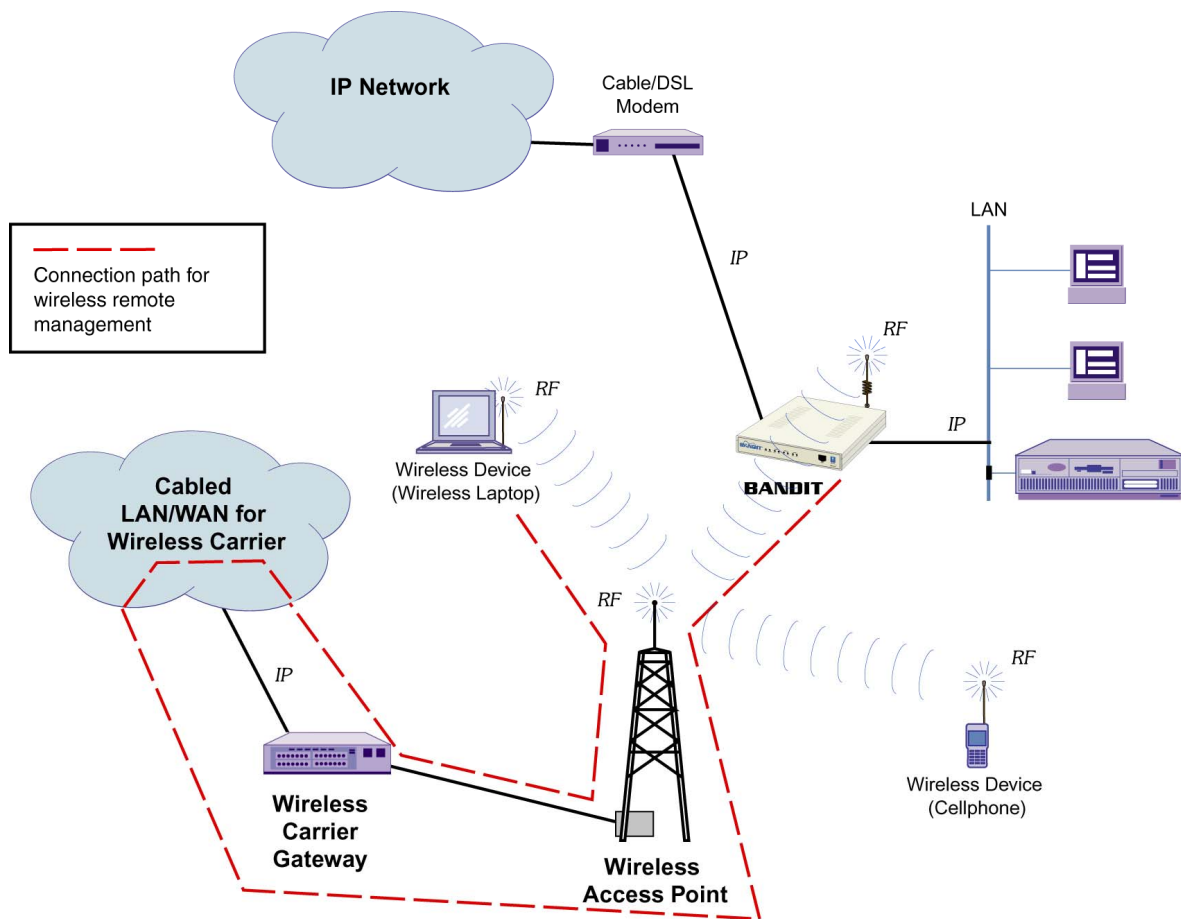 IP Network
Cable/DSL
Modem
LAN
IP
Connection path for
wireless remote
management
RF
RF
IP
BANDIT
Wireless Device
(Wireless Laptop)
BANDIT
Cabled
LAN/WAN for
Wireless Carrier
RF
IP
RF
Wireless Device
(Cellphone)
Wireless
Carrier
Gateway
Wireless
Access Point